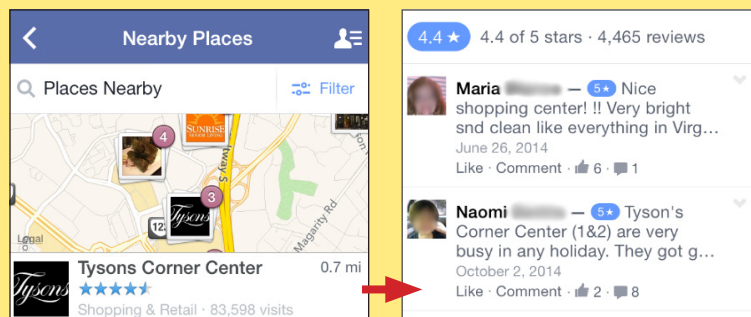 Nearby Places
Places Nearby
Filter
SUNRISE
4
3
Tysons
Legal
Magarity Rd
Tysons
Tysons Corner Center
0.7 mi
Shopping & Retail · 83,598 visits
4.4 ★ 4.4 of 5 stars · 4,465 reviews
Maria — 5★ Nice
shopping center! !! Very bright
snd clean like everything in Virg...
June 26, 2014
Like · Comment · 6 · 1
Naomi — 5★ Tyson's
Corner Center (1&2) are very
busy in any holiday. They got g...
October 2, 2014
Like · Comment · 2 · 8